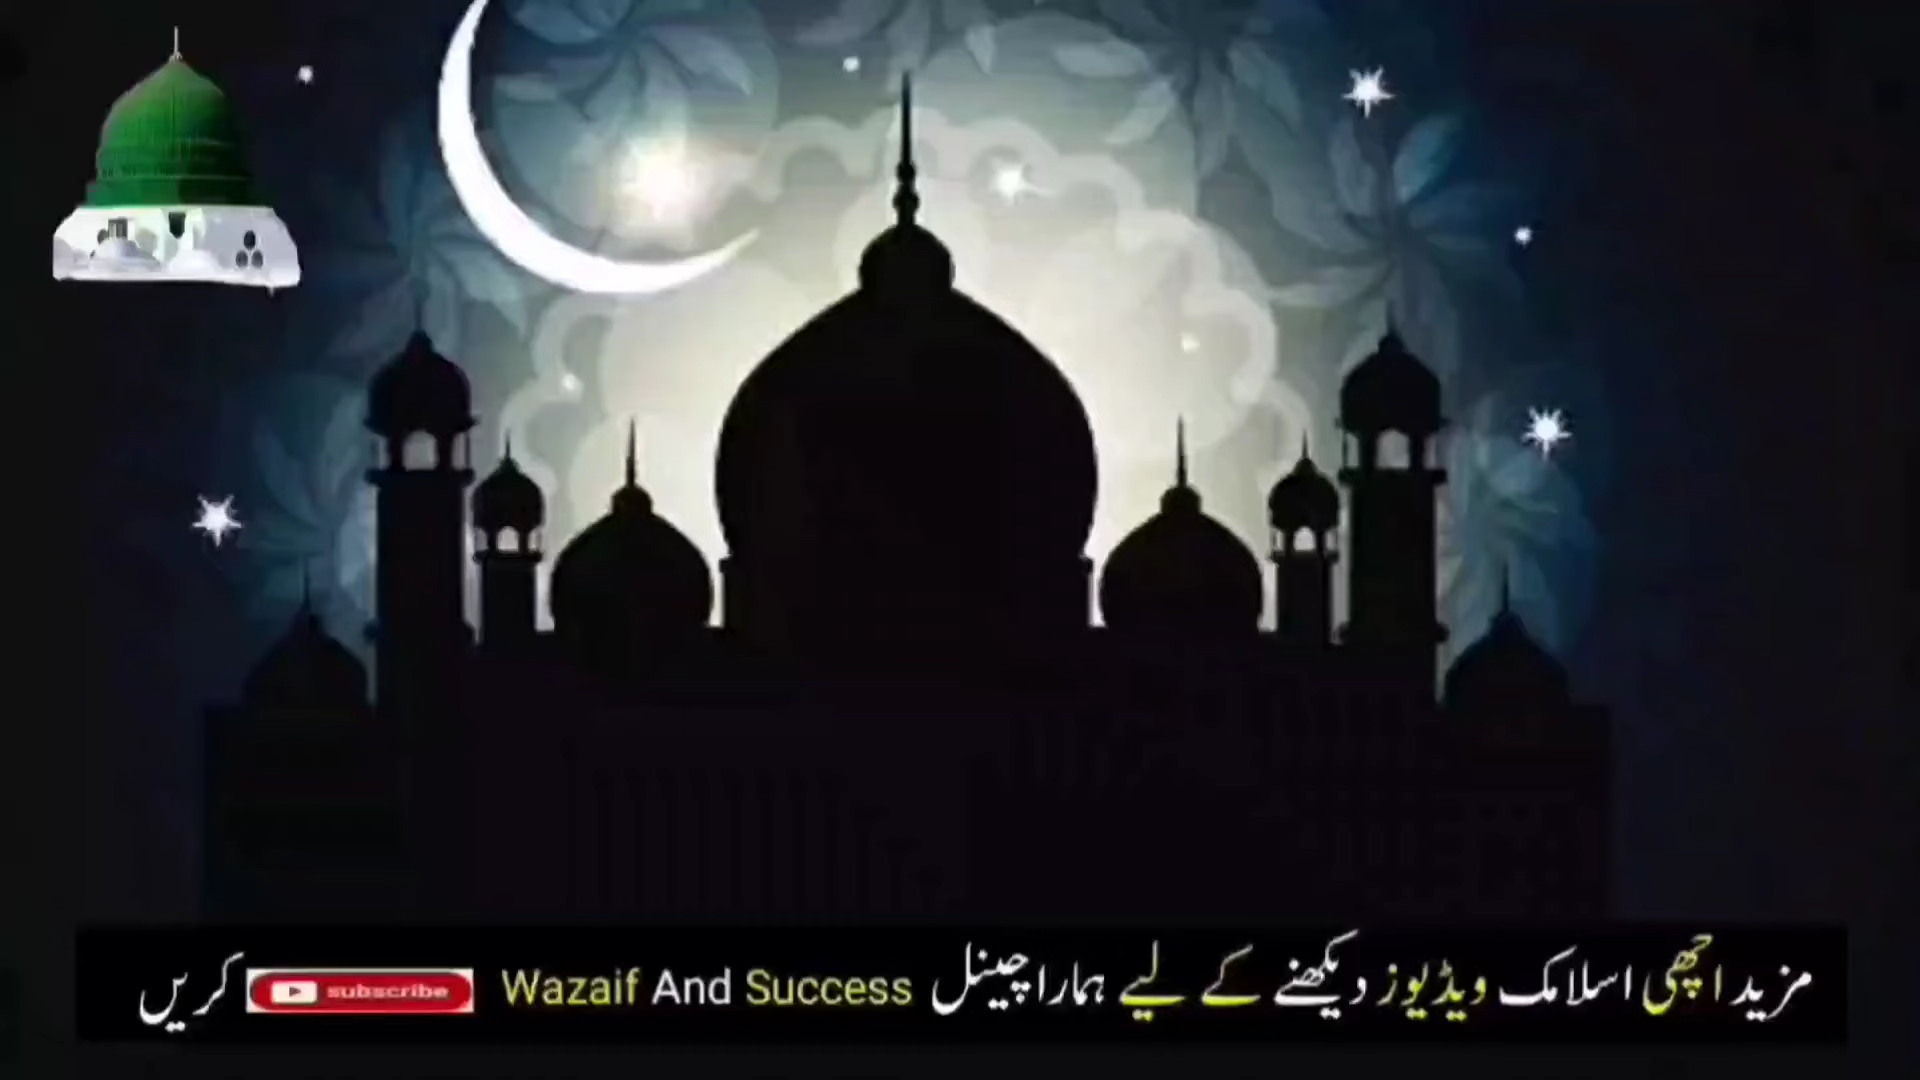 مزید اچھی اسلامک ویڈیوز دیکھنے کے لیے ہمارا چینل Wazaif And Success subscribe کریں